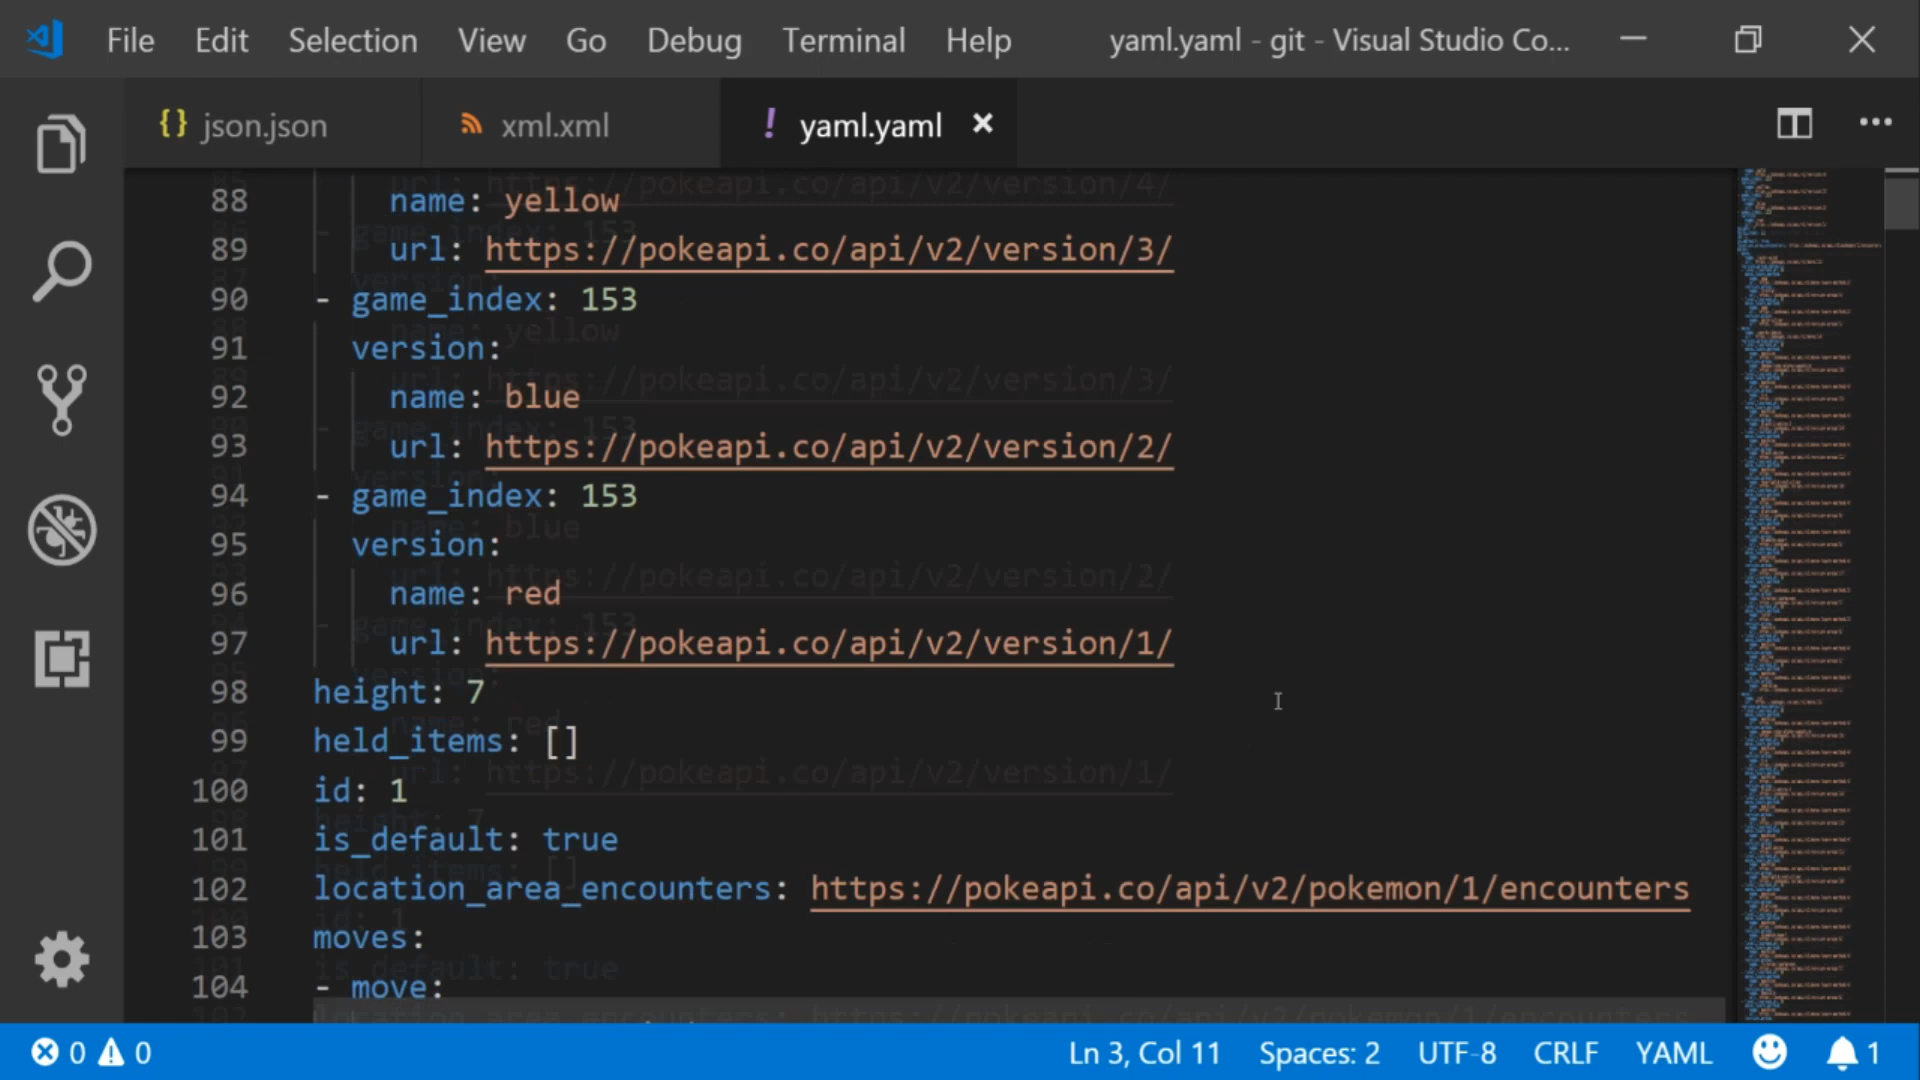 File Edit Selection View Go Debug Terminal Help yaml.yaml - git - Visual Studio Co...
{} json.json xml.xml ! yaml.yaml
88 name: yellow
89 url: https://pokeapi.co/api/v2/version/3/
90 - game_index: 153
91 version:
92 name: blue
93 url: https://pokeapi.co/api/v2/version/2/
94 - game_index: 153
95 version:
96 name: red
97 url: https://pokeapi.co/api/v2/version/1/
98 height: 7
99 held_items: []
100 id: 1
101 is_default: true
102 location_area_encounters: https://pokeapi.co/api/v2/pokemon/1/encounters
103 moves:
104 - move:
0 0 Ln 3, Col 11 Spaces: 2 UTF-8 CRLF YAML 1